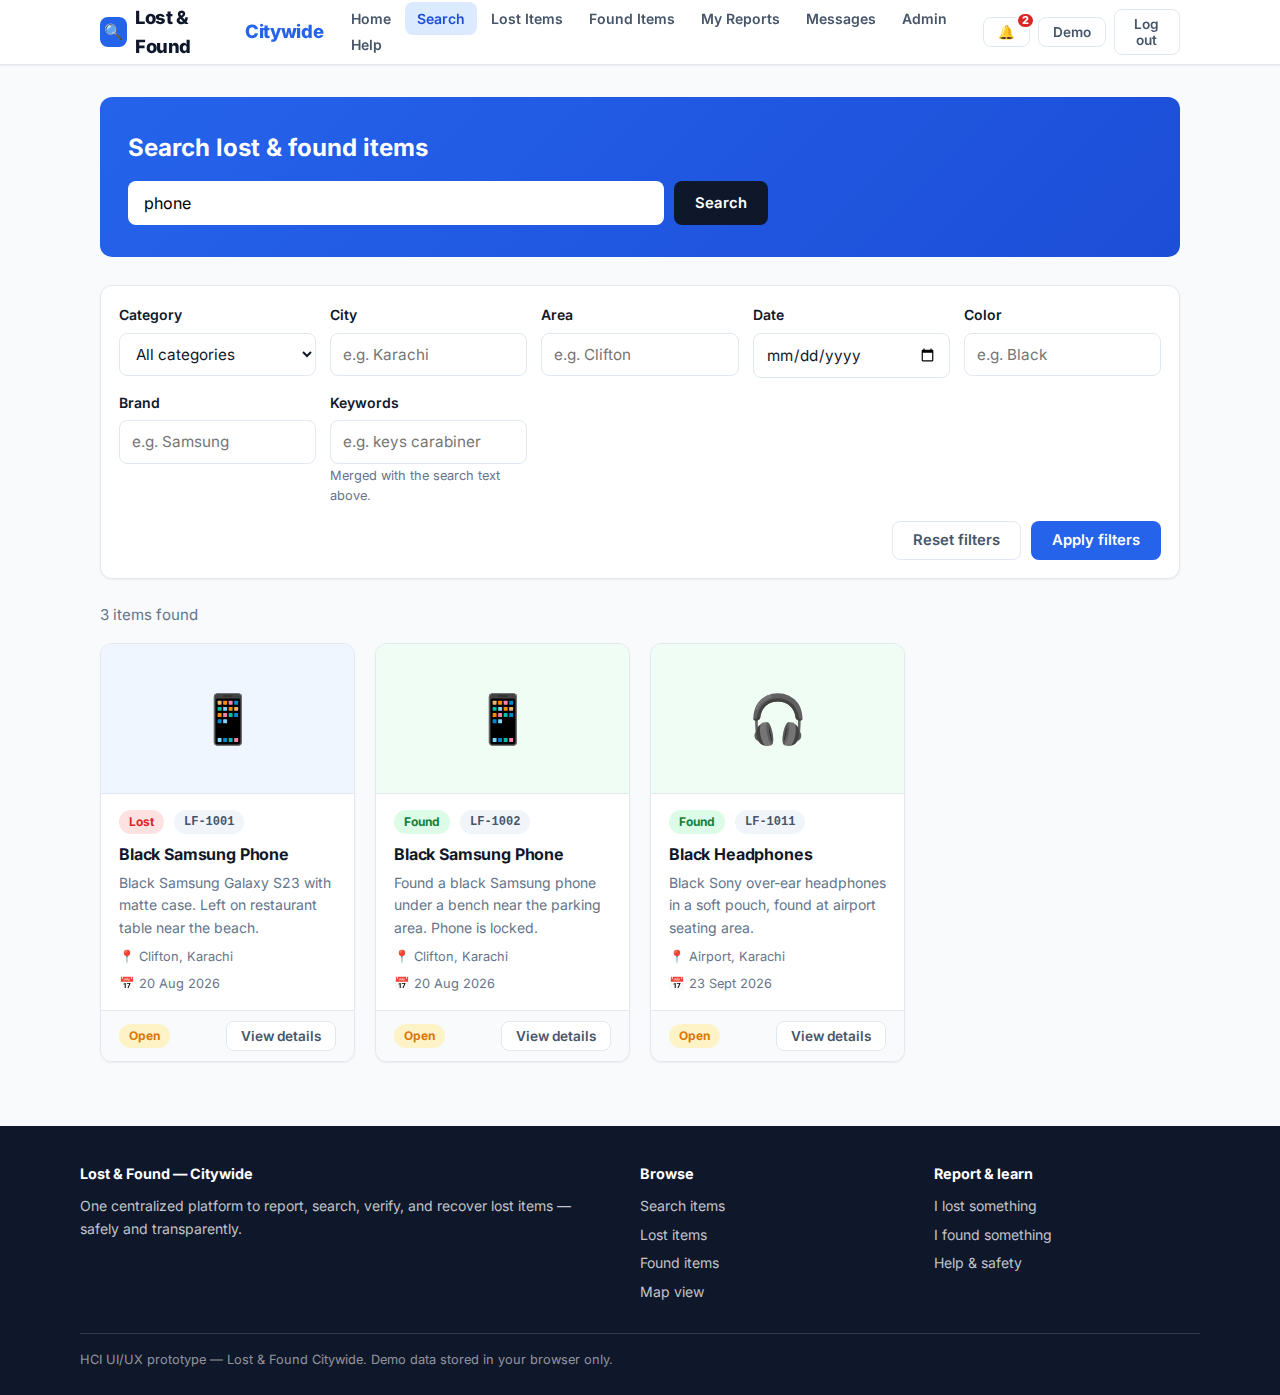 Lost &
Found
Citywide
Home
Search
Lost Items
Found Items
My Reports
Messages
Admin
Help
2
Demo
Log
out
Search lost & found items
phone
Search
Category
City
Area
Date
Color
All categories
e.g. Karachi
e.g. Clifton
mm/dd/yyyy
e.g. Black
Brand
Keywords
e.g. Samsung
e.g. keys carabiner
Merged with the search text
above.
Reset filters
Apply filters
3 items found
Lost
LF-1001
Black Samsung Phone
Black Samsung Galaxy S23 with
matte case. Left on restaurant
table near the beach.
Clifton, Karachi
20 Aug 2026
Open
View details
Found
LF-1002
Black Samsung Phone
Found a black Samsung phone
under a bench near the parking
area. Phone is locked.
Clifton, Karachi
20 Aug 2026
Open
View details
Found
LF-1011
Black Headphones
Black Sony over-ear headphones
in a soft pouch, found at airport
seating area.
Airport, Karachi
23 Sept 2026
Open
View details
Lost & Found — Citywide
One centralized platform to report, search, verify, and recover lost items —
safely and transparently.
Browse
Search items
Lost items
Found items
Map view
Report & learn
I lost something
I found something
Help & safety
HCI UI/UX prototype — Lost & Found Citywide. Demo data stored in your browser only.